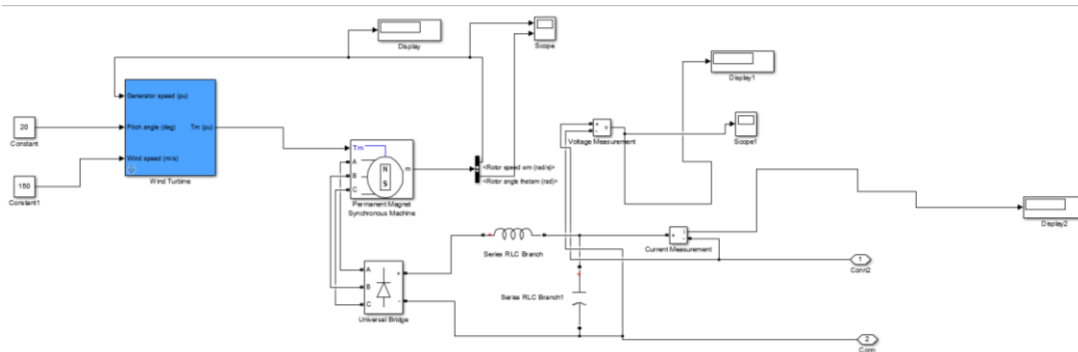 Display
Scope
Generator speed (pu)
Pitch angle (deg)
Tm (pu)
Wind speed (m/s)
Wind Turbine
20
Constant
150
Constant1
Tm
A
B
C
m
N
S
Permanent Magnet
Synchronous Machine
<Rotor speed wm (rad/s)>
<Rotor angle thetam (rad)>
Display1
+
-
v
Voltage Measurement
Scope1
Display2
Series RLC Branch
+
i
-
Current Measurement
1
Conn2
A
B
C
+
-
Universal Bridge
Series RLC Branch1
2
Conn